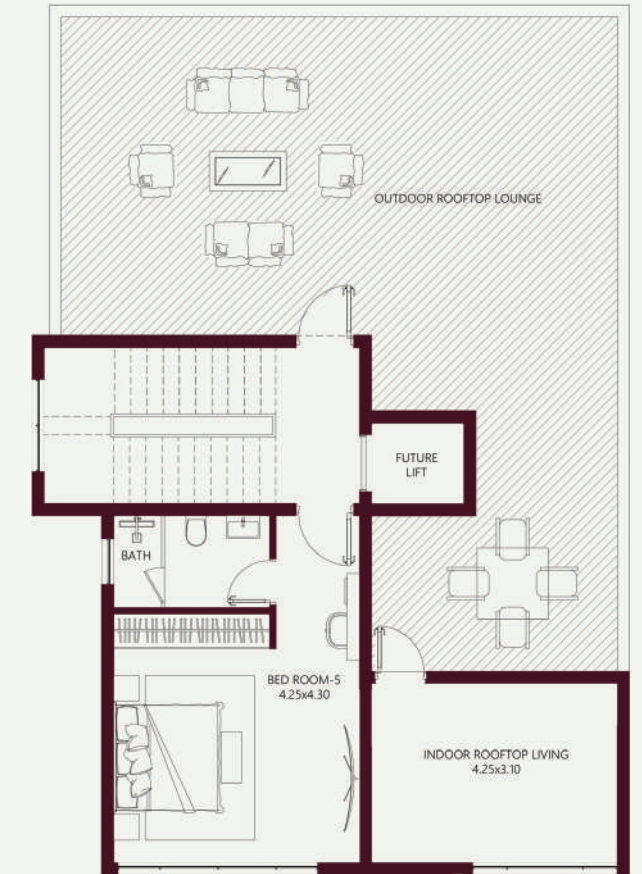 OUTDOOR ROOFTOP LOUNGE
FUTURE
LIFT
BATH
BED ROOM-5
4.25x4.30
INDOOR ROOFTOP LIVING
4.25x3.10